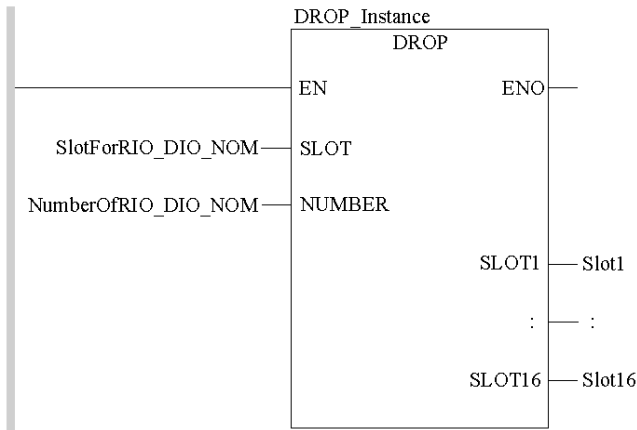 DROP_Instance
DROP
EN ENO
SlotForRIO_DIO_NOM SLOT
NumberOfRIO_DIO_NOM NUMBER
SLOT1 Slot1
: :
SLOT16 Slot16